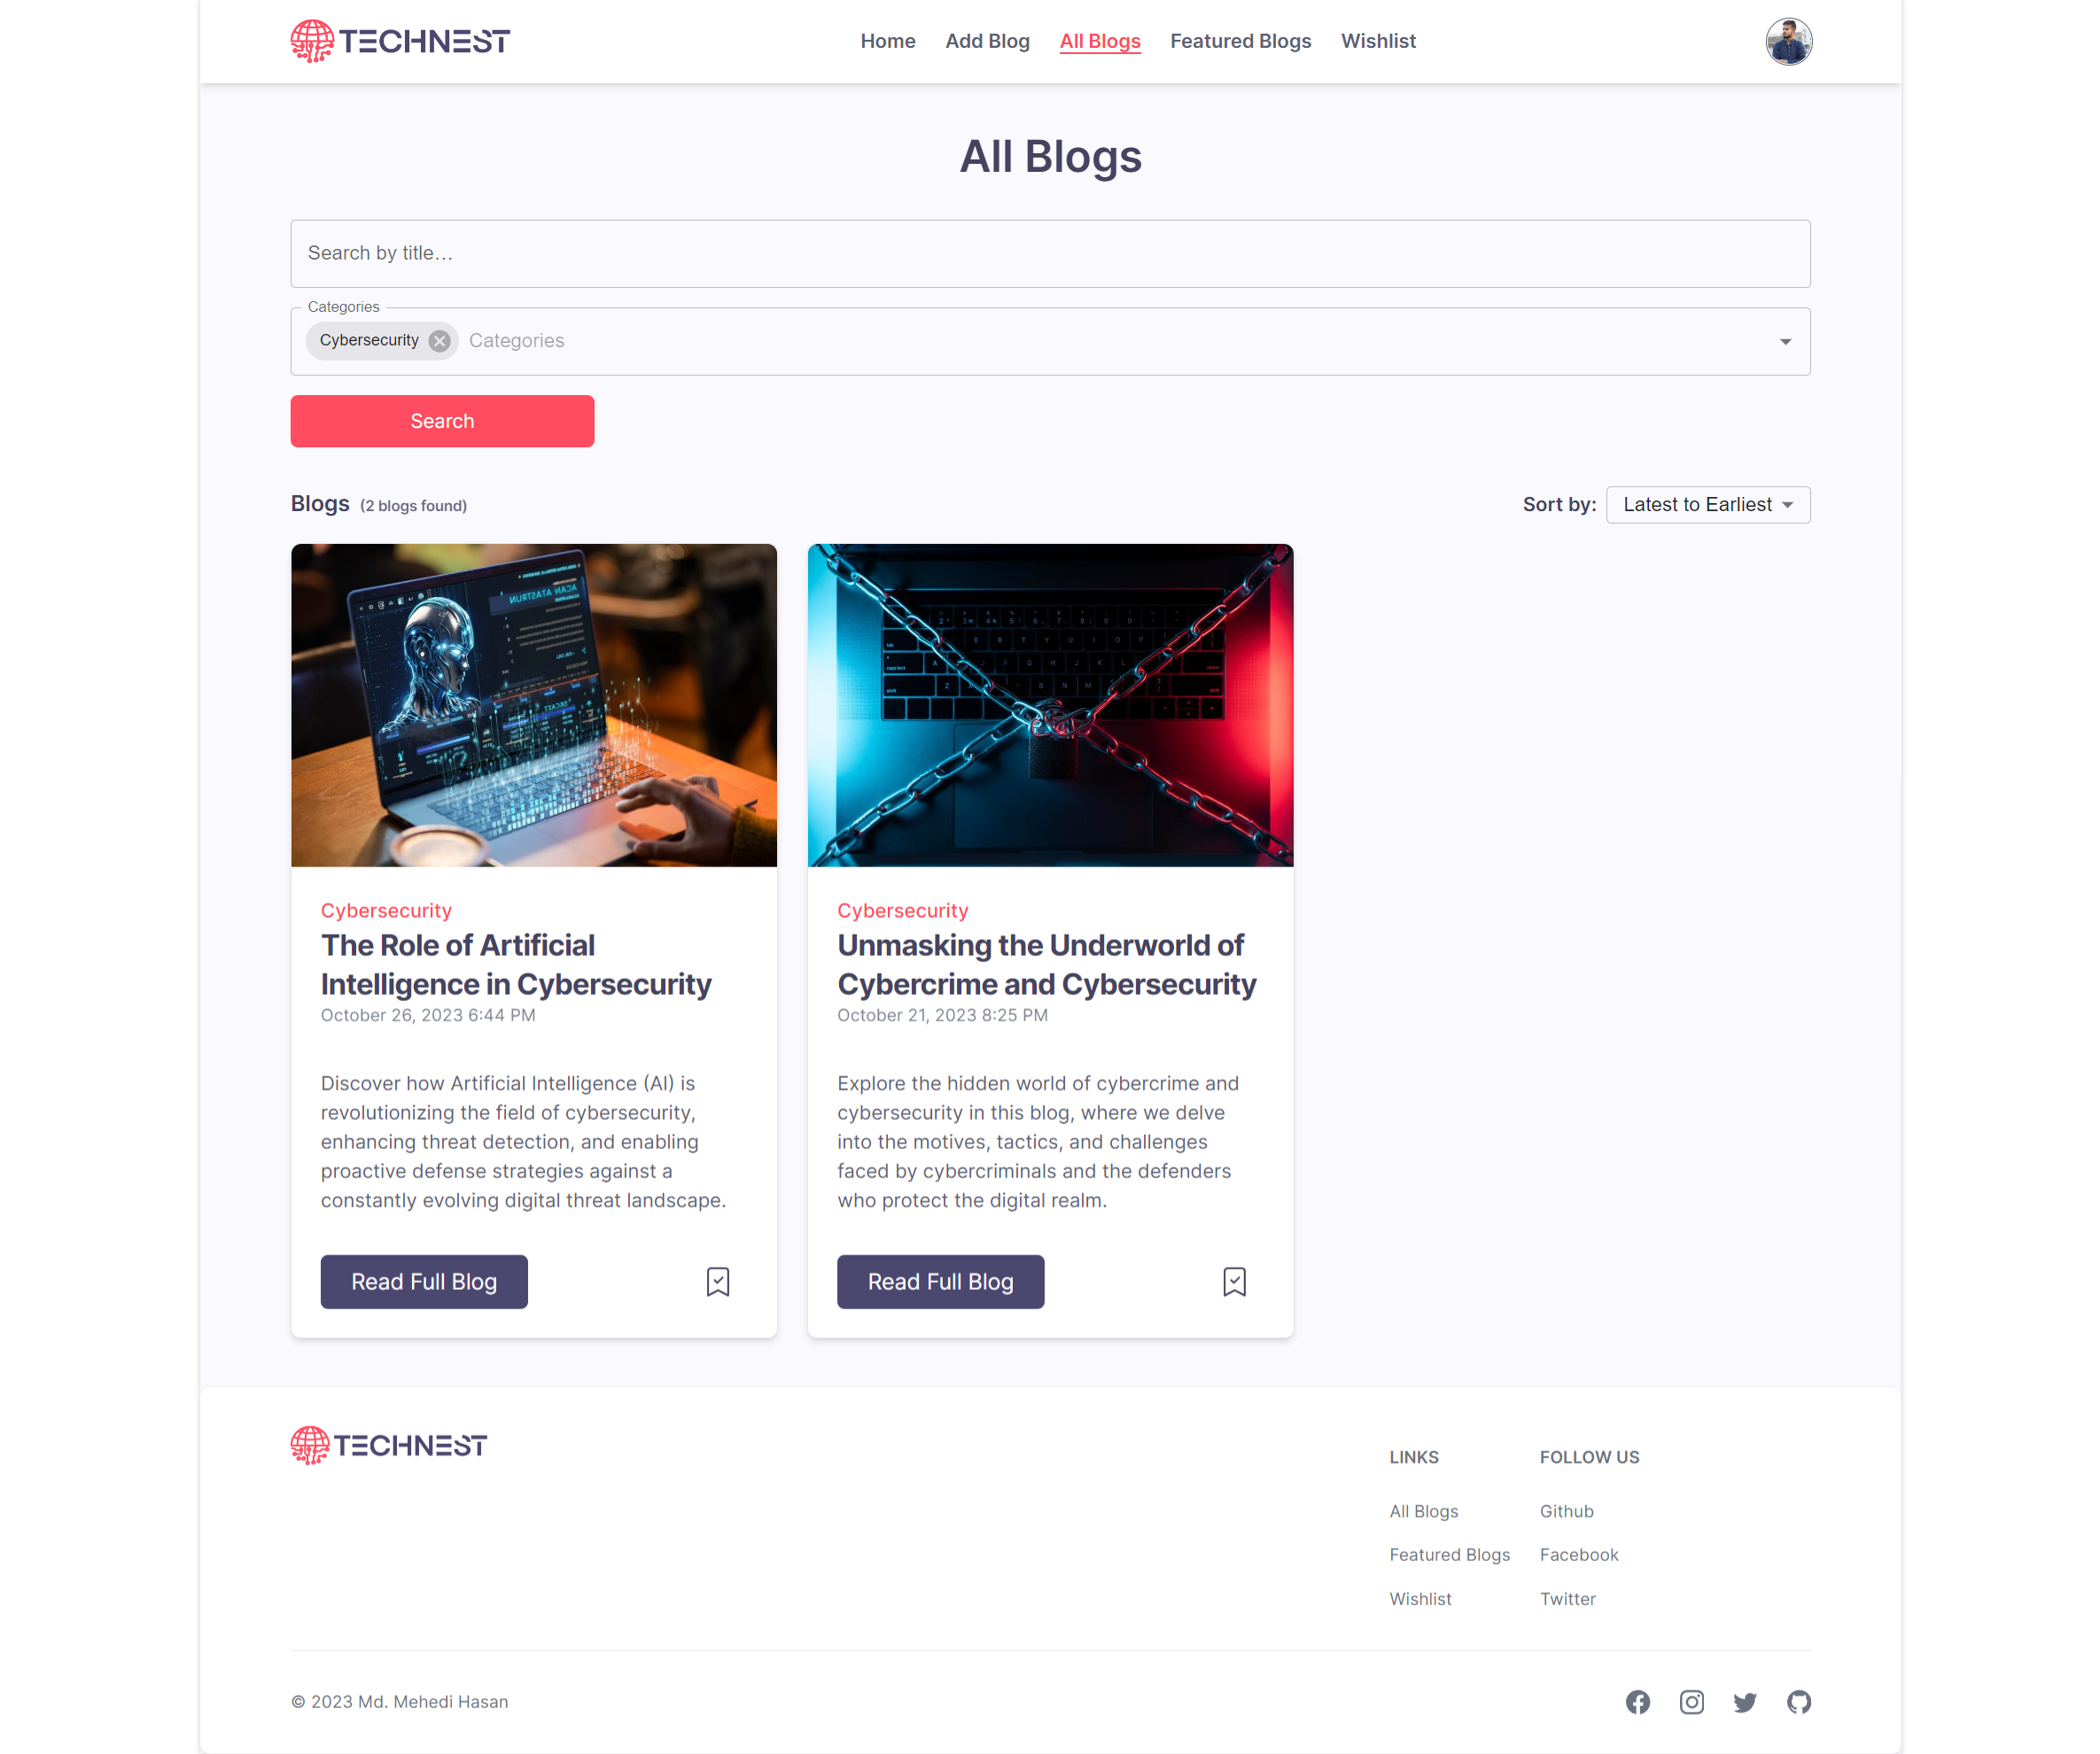 TECHNEST
Home Add Blog All Blogs Featured Blogs Wishlist
All Blogs
Search by title...
Categories
Cybersecurity Categories
Search
Blogs (2 blogs found)
Sort by: Latest to Earliest
Cybersecurity
The Role of Artificial
Intelligence in Cybersecurity
October 26, 2023 6:44 PM
Discover how Artificial Intelligence (AI) is
revolutionizing the field of cybersecurity,
enhancing threat detection, and enabling
proactive defense strategies against a
constantly evolving digital threat landscape.
Read Full Blog
Cybersecurity
Unmasking the Underworld of
Cybercrime and Cybersecurity
October 21, 2023 8:25 PM
Explore the hidden world of cybercrime and
cybersecurity in this blog, where we delve
into the motives, tactics, and challenges
faced by cybercriminals and the defenders
who protect the digital realm.
Read Full Blog
TECHNEST
LINKS
All Blogs
Featured Blogs
Wishlist
FOLLOW US
Github
Facebook
Twitter
© 2023 Md. Mehedi Hasan